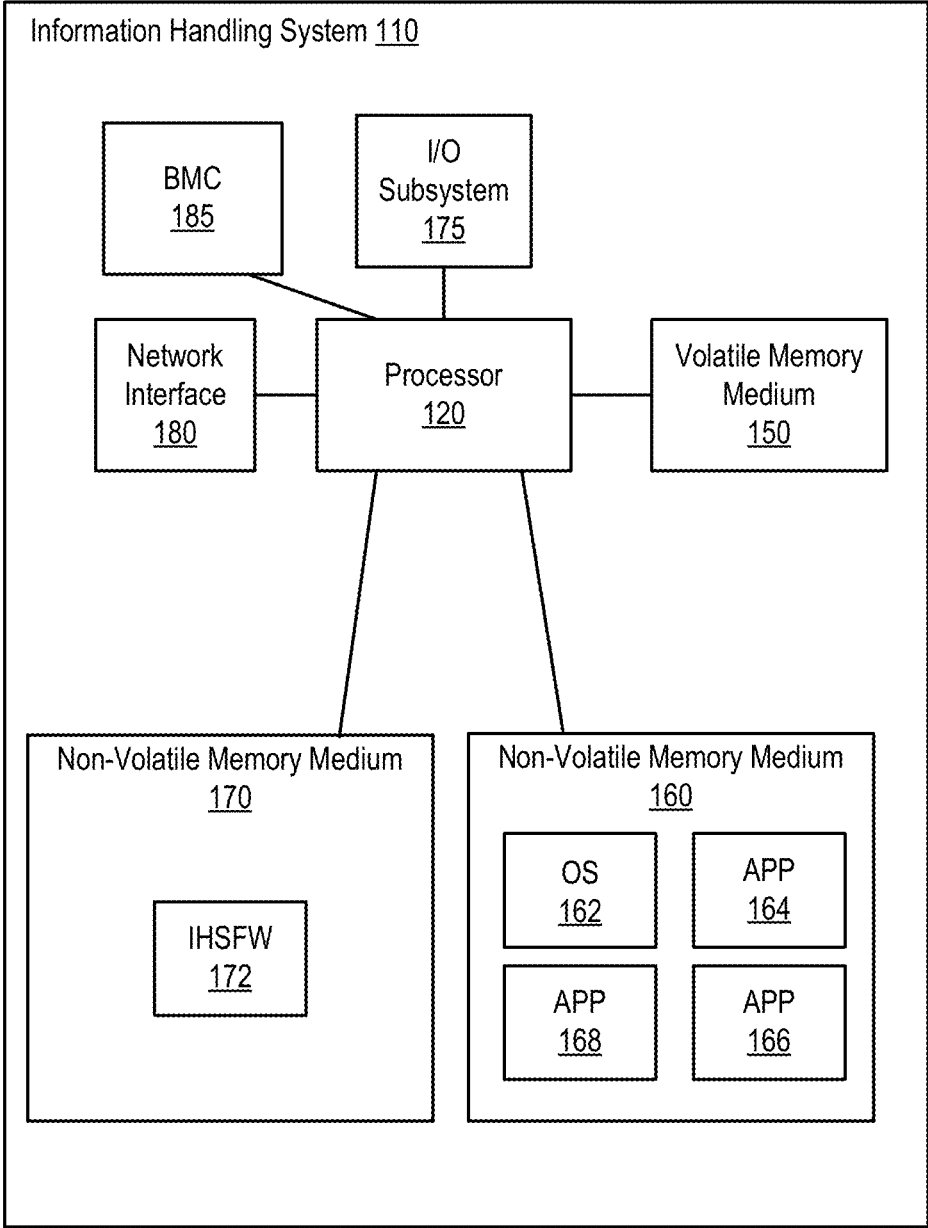 Information Handling System 110
BMC
185
I/O
Subsystem
175
Network
Interface
180
Processor
120
Volatile Memory
Medium
150
Non-Volatile Memory Medium
170
IHSFW
172
Non-Volatile Memory Medium
160
OS
162
APP
164
APP
168
APP
166